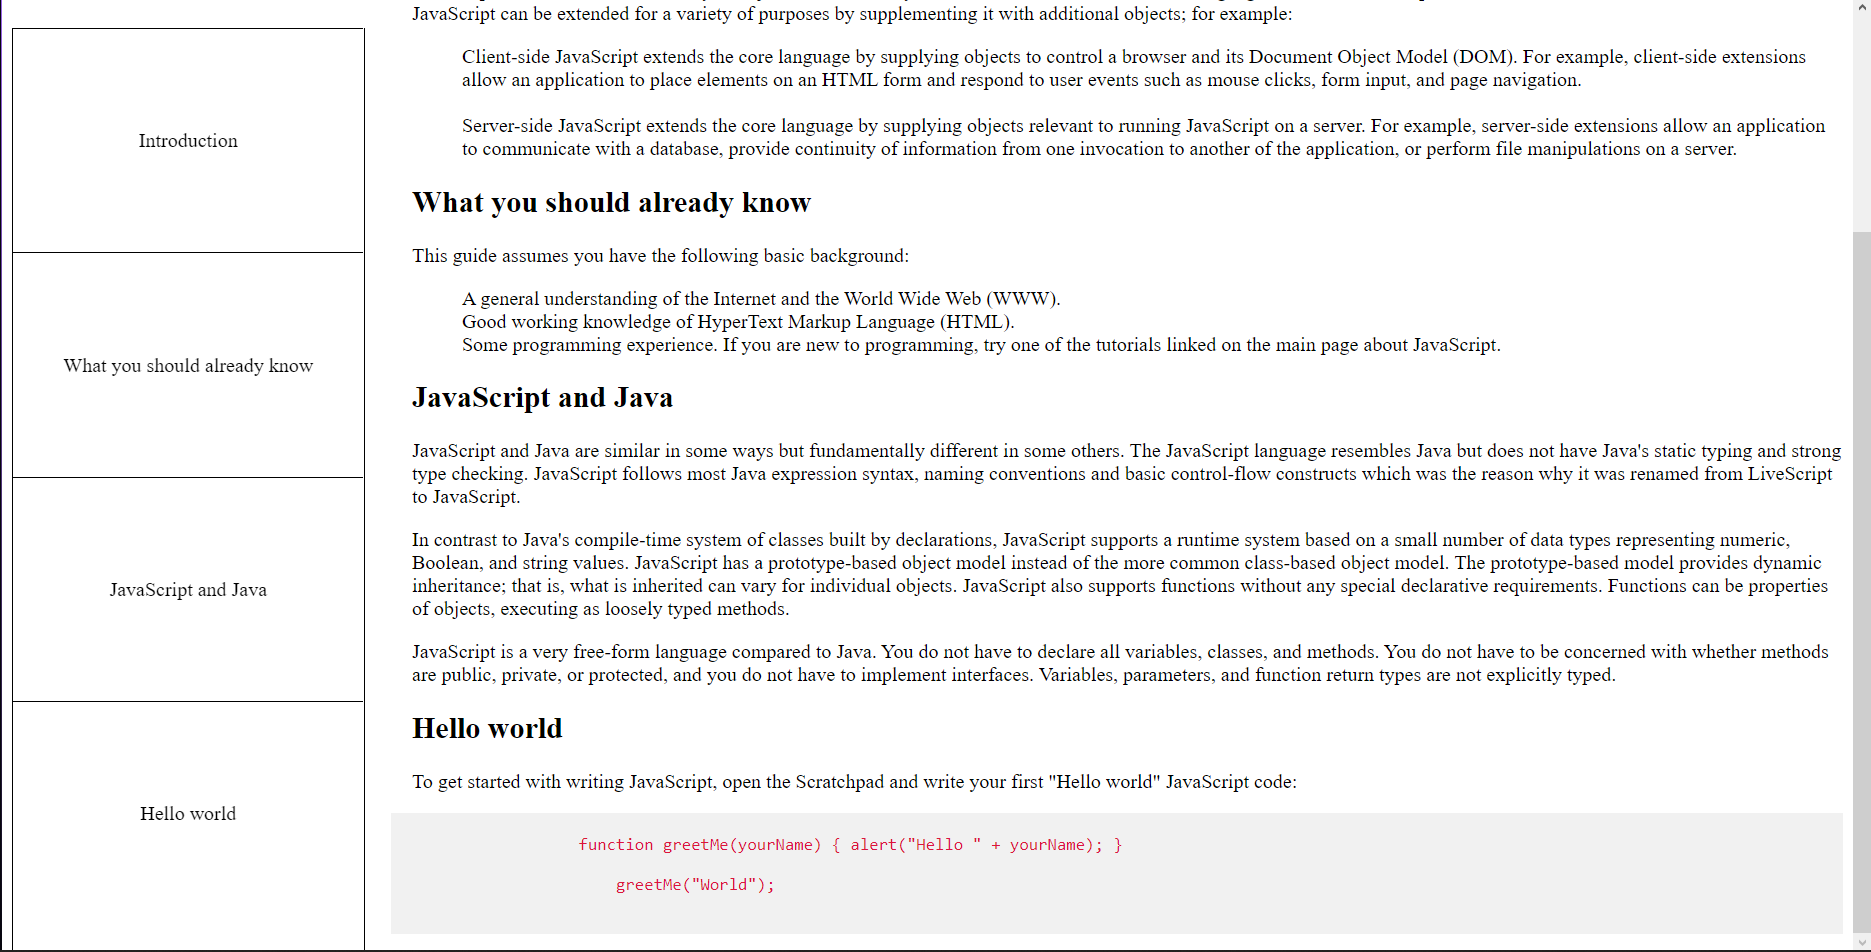 Introduction
What you should already know
JavaScript and Java
Hello world
JavaScript can be extended for a variety of purposes by supplementing it with additional objects; for example:
Client-side JavaScript extends the core language by supplying objects to control a browser and its Document Object Model (DOM). For example, client-side extensions
allow an application to place elements on an HTML form and respond to user events such as mouse clicks, form input, and page navigation.
Server-side JavaScript extends the core language by supplying objects relevant to running JavaScript on a server. For example, server-side extensions allow an application
to communicate with a database, provide continuity of information from one invocation to another of the application, or perform file manipulations on a server.
What you should already know
This guide assumes you have the following basic background:
A general understanding of the Internet and the World Wide Web (WWW).
Good working knowledge of HyperText Markup Language (HTML).
Some programming experience. If you are new to programming, try one of the tutorials linked on the main page about JavaScript.
JavaScript and Java
JavaScript and Java are similar in some ways but fundamentally different in some others. The JavaScript language resembles Java but does not have Java's static typing and strong
type checking. JavaScript follows most Java expression syntax, naming conventions and basic control-flow constructs which was the reason why it was renamed from LiveScript
to JavaScript.
In contrast to Java's compile-time system of classes built by declarations, JavaScript supports a runtime system based on a small number of data types representing numeric,
Boolean, and string values. JavaScript has a prototype-based object model instead of the more common class-based object model. The prototype-based model provides dynamic
inheritance; that is, what is inherited can vary for individual objects. JavaScript also supports functions without any special declarative requirements. Functions can be properties
of objects, executing as loosely typed methods.
JavaScript is a very free-form language compared to Java. You do not have to declare all variables, classes, and methods. You do not have to be concerned with whether methods
are public, private, or protected, and you do not have to implement interfaces. Variables, parameters, and function return types are not explicitly typed.
Hello world
To get started with writing JavaScript, open the Scratchpad and write your first "Hello world" JavaScript code:
function greetMe(yourName) { alert("Hello " + yourName); }
greetMe("World");